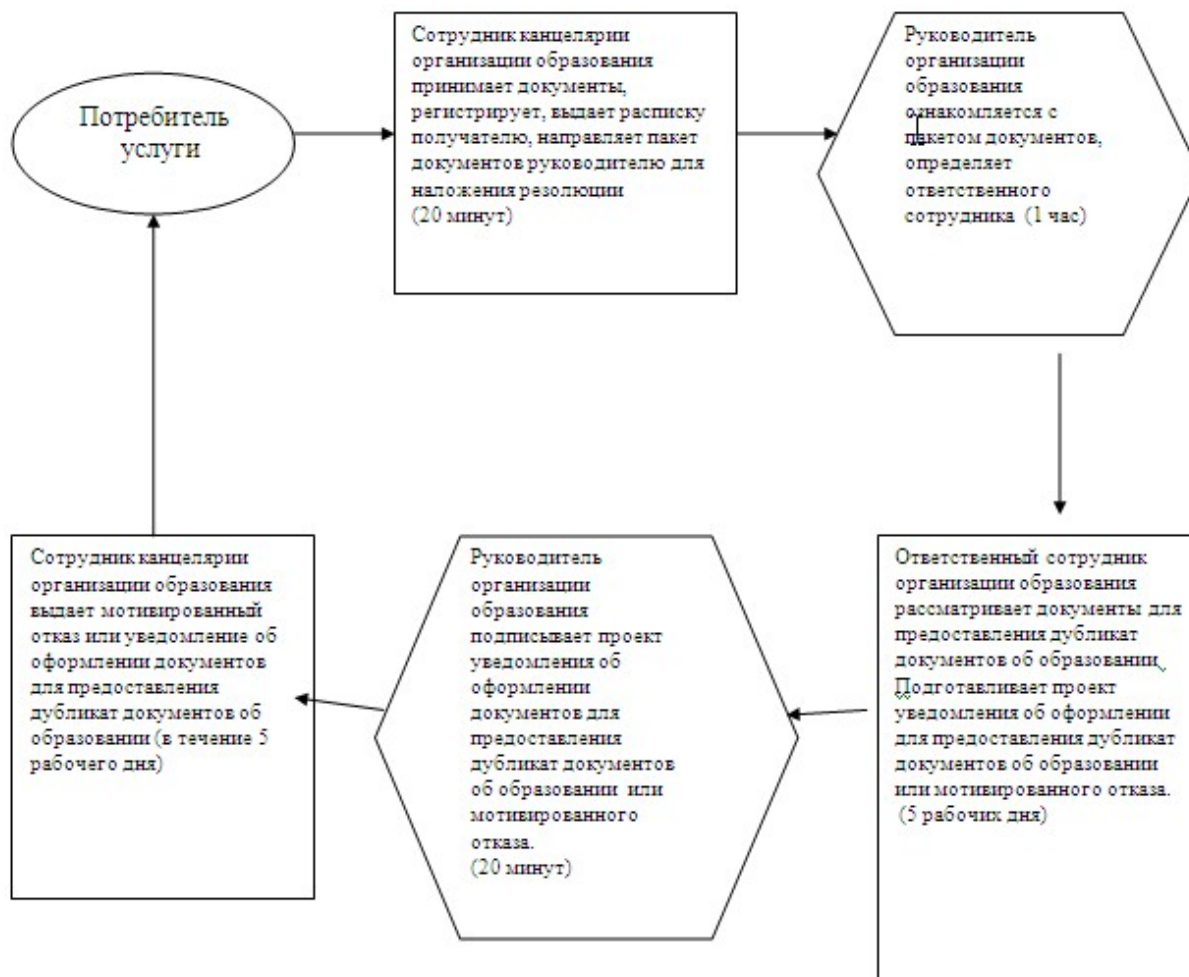 Потребитель
услуги
Сотрудник канцелярии
организации образования
принимает документы,
регистрирует, выдает расписку
получателю, направляет пакет
документов руководителю для
наложения резолюции
(20 минут)
Руководитель
организации
образования
ознакомляется с
пакетом документов,
определяет
ответственного
сотрудника (1 час)
Ответственный сотрудник
организации образования
рассматривает документы для
предоставления дубликат
документов об образовании,
Подготавливает проект
уведомления об оформлении
для предоставления дубликат
документов об образовании
или мотивированного отказа.
(5 рабочих дня)
Руководитель
организации
образования
подписывает проект
уведомления об
оформлении
документов для
предоставления
дубликат документов
об образовании или
мотивированного
отказа.
(20 минут)
Сотрудник канцелярии
организации образования
выдает мотивированный
отказ или уведомление об
оформлении документов
для предоставления
дубликат документов об
образовании (в течение 5
рабочего дня)